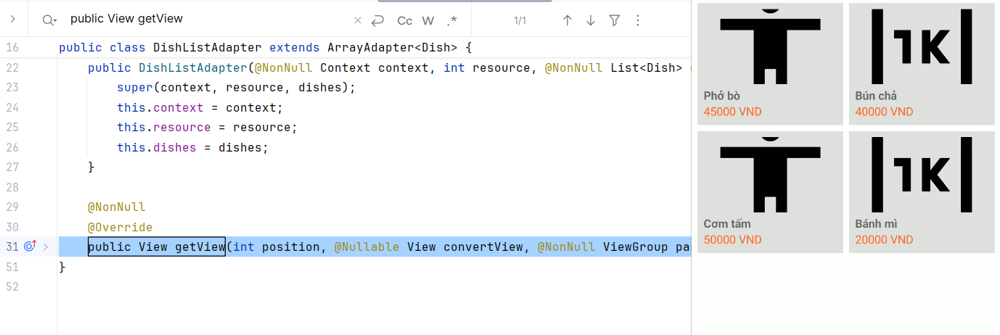 public View getView
Cc W .* 1/1
16 public class DishListAdapter extends ArrayAdapter<Dish> {
22 public DishListAdapter(@NonNull Context context, int resource, @NonNull List<Dish>
23 super(context, resource, dishes);
24 this.context = context;
25 this.resource = resource;
26 this.dishes = dishes;
27 }
28
29 @NonNull
30 @Override
31 public View getView(int position, @Nullable View convertView, @NonNull ViewGroup pa
51 }
52
1K
Phở bò
45000 VND
Bún chả
40000 VND
1K
Cơm tấm
50000 VND
Bánh mì
20000 VND